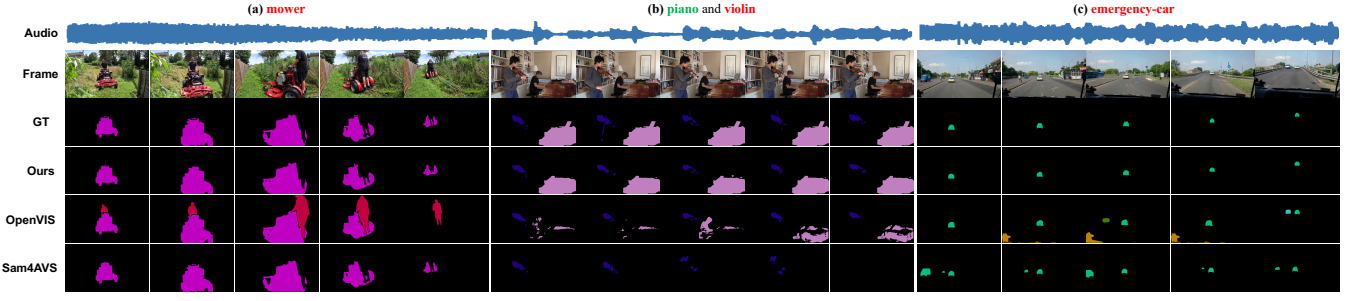 (a) mower
(b) piano and violin
(c) emergency-car
Audio
Frame
GT
Ours
OpenVIS
Sam4AVS